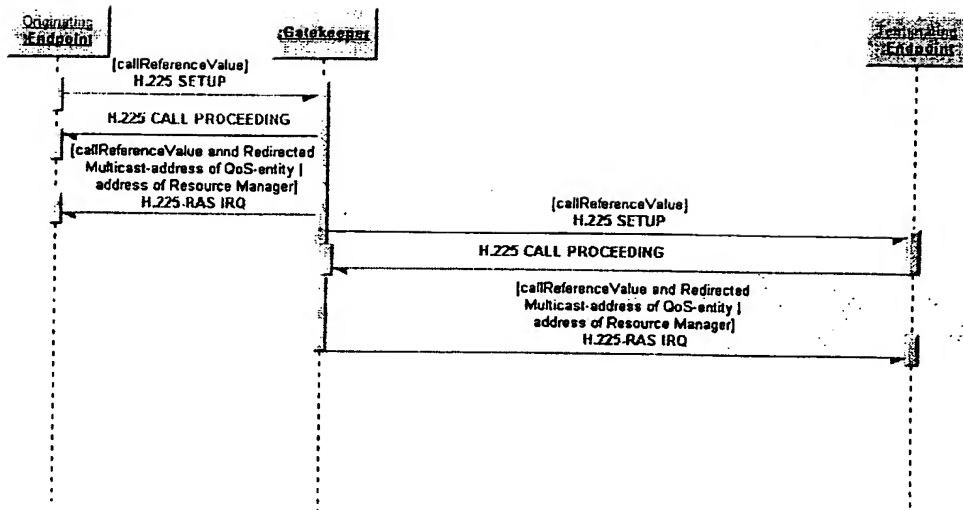 Originating
:Endpoint
:Gatekeeper
Terminating
:Endpoint
[callReferenceValue]
H.225 SETUP
H.225 CALL PROCEEDING
[callReferenceValue annd Redirected
Multicast-address of QoS-entity |
address of Resource Manager]
H.225-RAS IRQ
[callReferenceValue]
H.225 SETUP
H.225 CALL PROCEEDING
[callReferenceValue and Redirected
Multicast-address of QoS-entity |
address of Resource Manager]
H.225-RAS IRQ